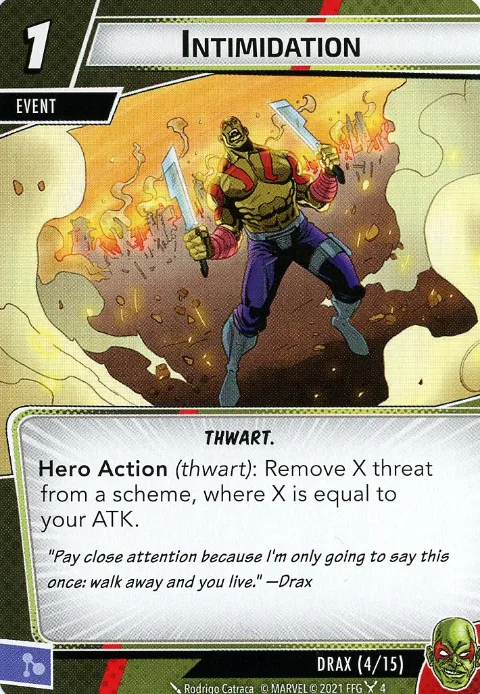 1
INTIMIDATION
EVENT
THWART.
Hero Action (thwart): Remove X threat
from a scheme, where X is equal to
your ATK.
"Pay close attention because I'm only going to say this
once: walk away and you live." —Drax
DRAX (4/15)
Rodrigo Catraca © MARVEL © 2021 FFG 4